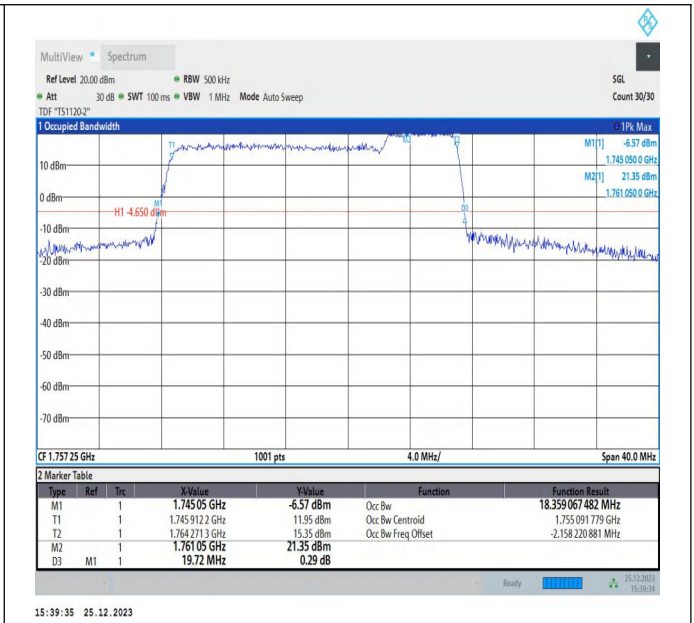 R S
MultiView Spectrum
Ref Level 20.00 dBm RBW 500 kHz SGL
Att 30 dB SWT 100 ms VBW 1 MHz Mode Auto Sweep Count 30/30
TDF "TS1120-2"
1 Occupied Bandwidth 1Pk Max
M1[1] -6.57 dBm
1.745 050 0 GHz
M2[1] 21.35 dBm
1.761 050 0 GHz
T1
M2
T2
10 dBm
0 dBm
M1
D3
H1 -4.650 dBm
-10 dBm
-20 dBm
-30 dBm
-40 dBm
-50 dBm
-60 dBm
-70 dBm
CF 1.757 25 GHz 1001 pts 4.0 MHz/ Span 40.0 MHz
2 Marker Table
Type Ref Trc X-Value Y-Value Function Function Result
M1 1 1.745 05 GHz -6.57 dBm Occ Bw 18.359 067 482 MHz
T1 1 1.745 912 2 GHz 11.95 dBm Occ Bw Centroid 1.755 091 779 GHz
T2 1 1.764 271 3 GHz 15.35 dBm Occ Bw Freq Offset -2.158 220 881 MHz
M2 1 1.761 05 GHz 21.35 dBm
D3 M1 1 19.72 MHz 0.29 dB
Ready 25.12.2023
15:39:34
15:39:35 25.12.2023